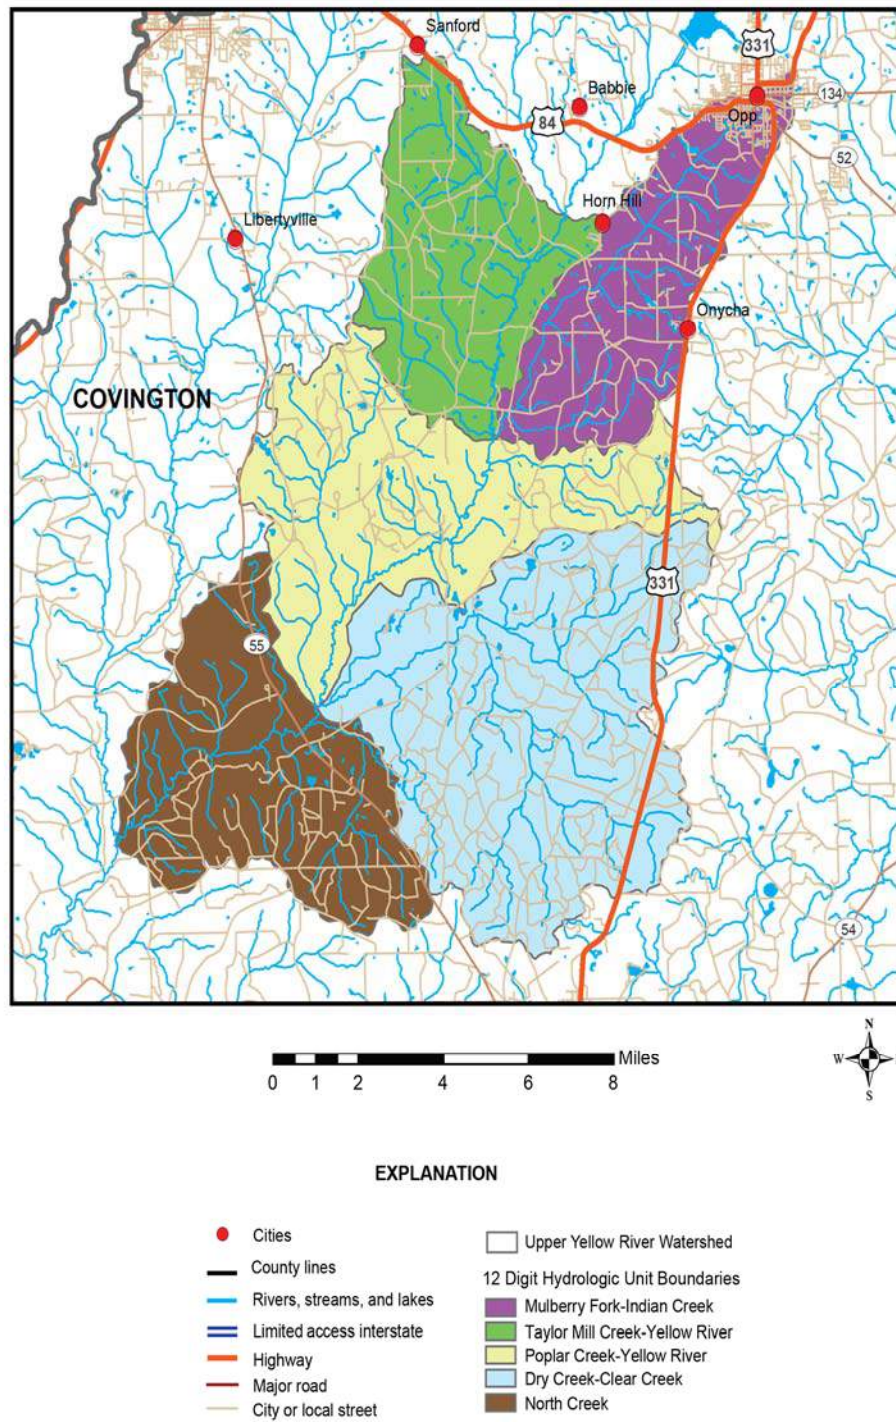 Sanford
331
Babbie
134
84
Opp
52
Horn Hill
Libertyville
Onycha
COVINGTON
331
55
54
N
W E
S
Miles
0 1 2 4 6 8
EXPLANATION
Cities
County lines
Rivers, streams, and lakes
Limited access interstate
Highway
Major road
City or local street
Upper Yellow River Watershed
12 Digit Hydrologic Unit Boundaries
Mulberry Fork-Indian Creek
Taylor Mill Creek-Yellow River
Poplar Creek-Yellow River
Dry Creek-Clear Creek
North Creek